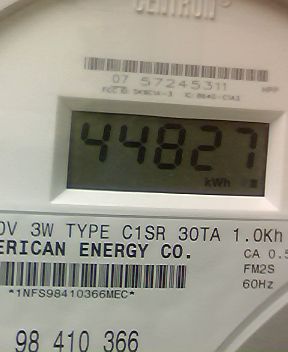 CENTRON®
07 57245311
44827
kWh
0V 3W TYPE C1SR 30TA 1.0Kh
ERICAN ENERGY CO.
CA 0.5
FM2S
*1NFS98410366MEC*
60Hz
98 410 366